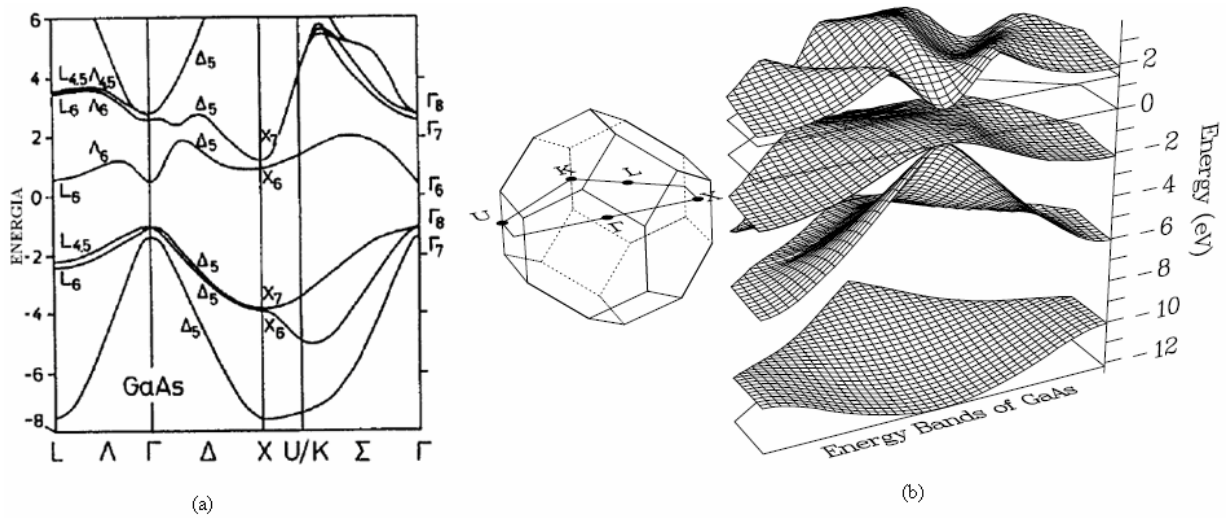 6
4
2
0
-2
-4
-6
-8
ENERGIA
L4,5 Λ4,5
L6 Λ6
Λ6
L6
L4,5
L6
Δ5
Δ5
Δ5
Δ5
Δ5
Δ5
X7
X6
X7
X6
Γ8
Γ7
Γ6
Γ8
Γ7
GaAs
L Λ Γ Δ X U/K Σ Γ
(a)
K
L
X
U
Γ
2
0
-2
-4
-6
-8
-10
-12
Energy (eV)
Energy Bands of GaAs
(b)